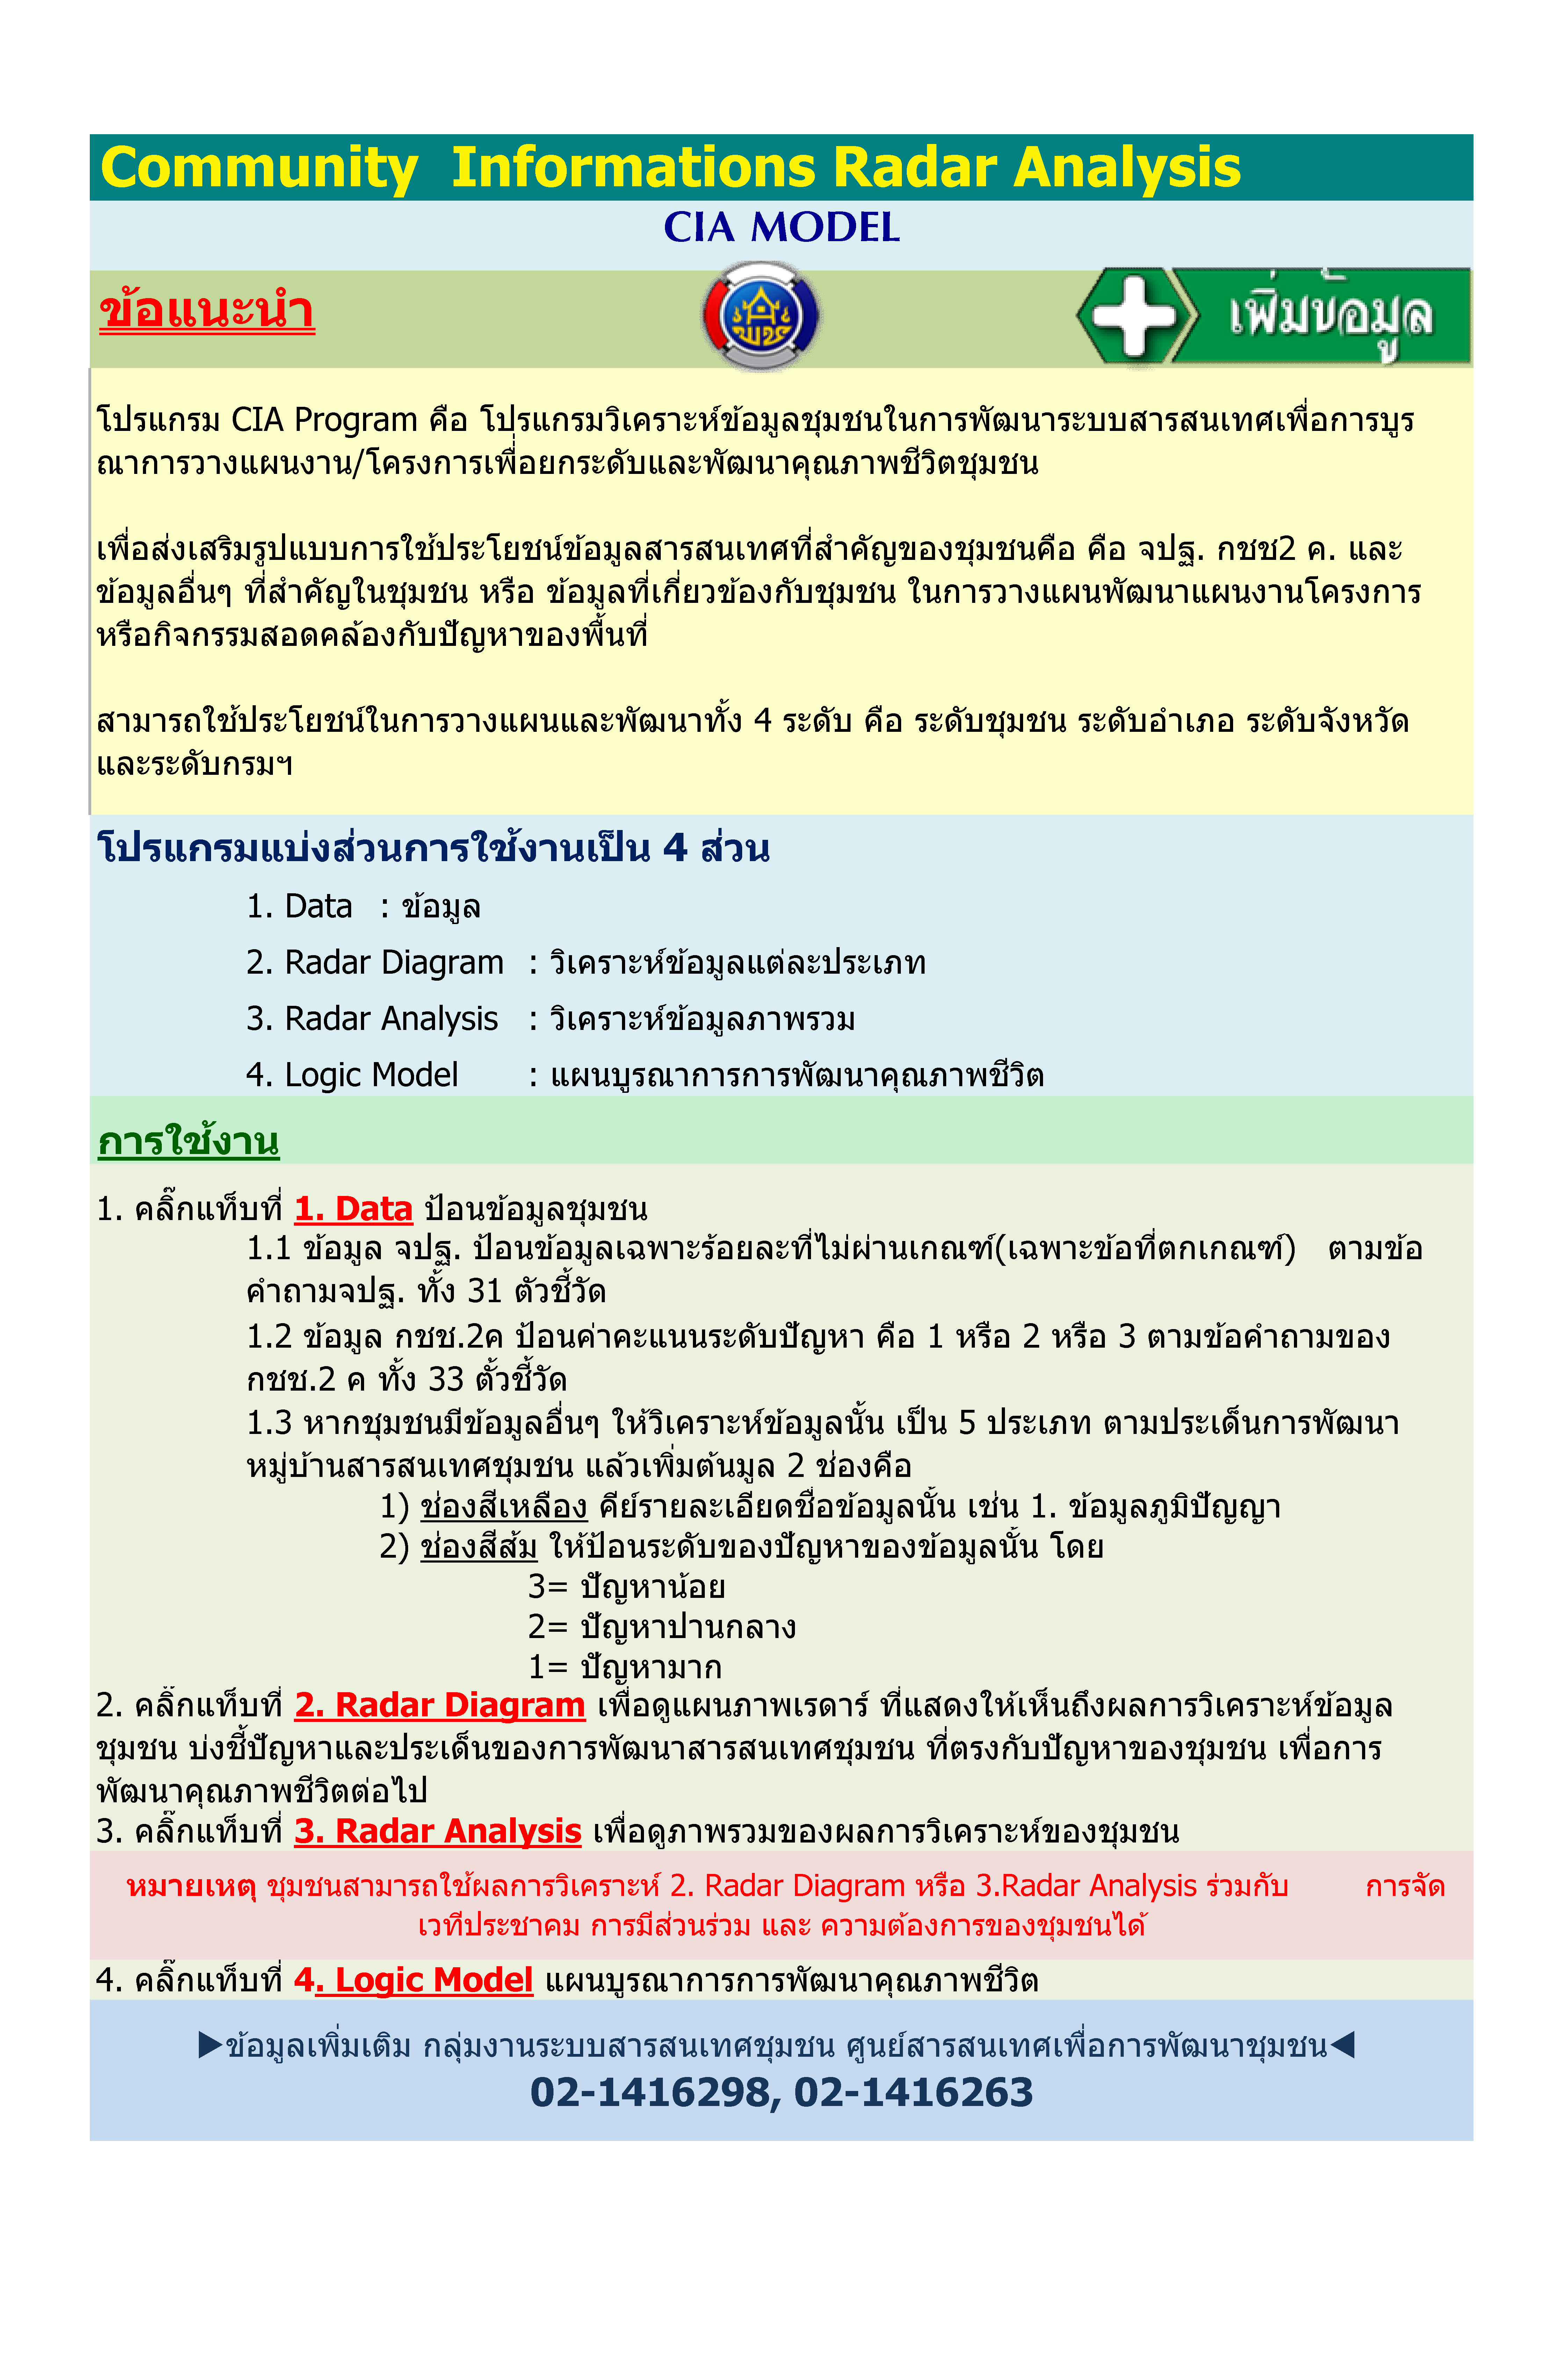 Community  Informations Radar Analysis
CIA MODEL
ข้อแนะนำ
พช
เพิ่มข้อมูล
โปรแกรม CIA Program คือ โปรแกรมวิเคราะห์ข้อมูลชุมชนในการพัฒนาระบบสารสนเทศเพื่อการบูร
ณาการวางแผนงาน/โครงการเพื่อยกระดับและพัฒนาคุณภาพชีวิตชุมชน
เพื่อส่งเสริมรูปแบบการใช้ประโยชน์ข้อมูลสารสนเทศที่สำคัญของชุมชนคือ คือ จปฐ. กชช2 ค. และ
ข้อมูลอื่นๆ ที่สำคัญในชุมชน หรือ ข้อมูลที่เกี่ยวข้องกับชุมชน ในการวางแผนพัฒนาแผนงานโครงการ
หรือกิจกรรมสอดคล้องกับปัญหาของพื้นที่
สามารถใช้ประโยชน์ในการวางแผนและพัฒนาทั้ง 4 ระดับ คือ ระดับชุมชน ระดับอำเภอ ระดับจังหวัด
และระดับกรมฯ
โปรแกรมแบ่งส่วนการใช้งานเป็น 4 ส่วน
1. Data : ข้อมูล
2. Radar Diagram : วิเคราะห์ข้อมูลแต่ละประเภท
3. Radar Analysis : วิเคราะห์ข้อมูลภาพรวม
4. Logic Model : แผนบูรณาการการพัฒนาคุณภาพชีวิต
การใช้งาน
1. คลิ๊กแท็บที่ 1. Data ป้อนข้อมูลชุมชน
1.1 ข้อมูล จปฐ. ป้อนข้อมูลเฉพาะร้อยละที่ไม่ผ่านเกณฑ์(เฉพาะข้อที่ตกเกณฑ์) ตามข้อ
คำถามจปฐ. ทั้ง 31 ตัวชี้วัด
1.2 ข้อมูล กชช.2ค ป้อนค่าคะแนนระดับปัญหา คือ 1 หรือ 2 หรือ 3 ตามข้อคำถามของ
กชช.2 ค ทั้ง 33 ตั้วชี้วัด
1.3 หากชุมชนมีข้อมูลอื่นๆ ให้วิเคราะห์ข้อมูลนั้น เป็น 5 ประเภท ตามประเด็นการพัฒนา
หมู่บ้านสารสนเทศชุมชน แล้วเพิ่มต้นมูล 2 ช่องคือ
1) ช่องสีเหลือง คีย์รายละเอียดชื่อข้อมูลนั้น เช่น 1. ข้อมูลภูมิปัญญา
2) ช่องสีส้ม ให้ป้อนระดับของปัญหาของข้อมูลนั้น โดย
3= ปัญหาน้อย
2= ปัญหาปานกลาง
1= ปัญหามาก
2. คลิ๊กแท็บที่ 2. Radar Diagram เพื่อดูแผนภาพเรดาร์ ที่แสดงให้เห็นถึงผลการวิเคราะห์ข้อมูล
ชุมชน บ่งชี้ปัญหาและประเด็นของการพัฒนาสารสนเทศชุมชน ที่ตรงกับปัญหาของชุมชน เพื่อการ
พัฒนาคุณภาพชีวิตต่อไป
3. คลิ๊กแท็บที่ 3. Radar Analysis เพื่อดูภาพรวมของผลการวิเคราะห์ของชุมชน
หมายเหตุ ชุมชนสามารถใช้ผลการวิเคราะห์ 2. Radar Diagram หรือ 3.Radar Analysis ร่วมกับ การจัด
เวทีประชาคม การมีส่วนร่วม และ ความต้องการของชุมชนได้
4. คลิ๊กแท็บที่ 4. Logic Model แผนบูรณาการการพัฒนาคุณภาพชีวิต
▶ข้อมูลเพิ่มเติม กลุ่มงานระบบสารสนเทศชุมชน ศูนย์สารสนเทศเพื่อการพัฒนาชุมชน◀
02-1416298, 02-1416263